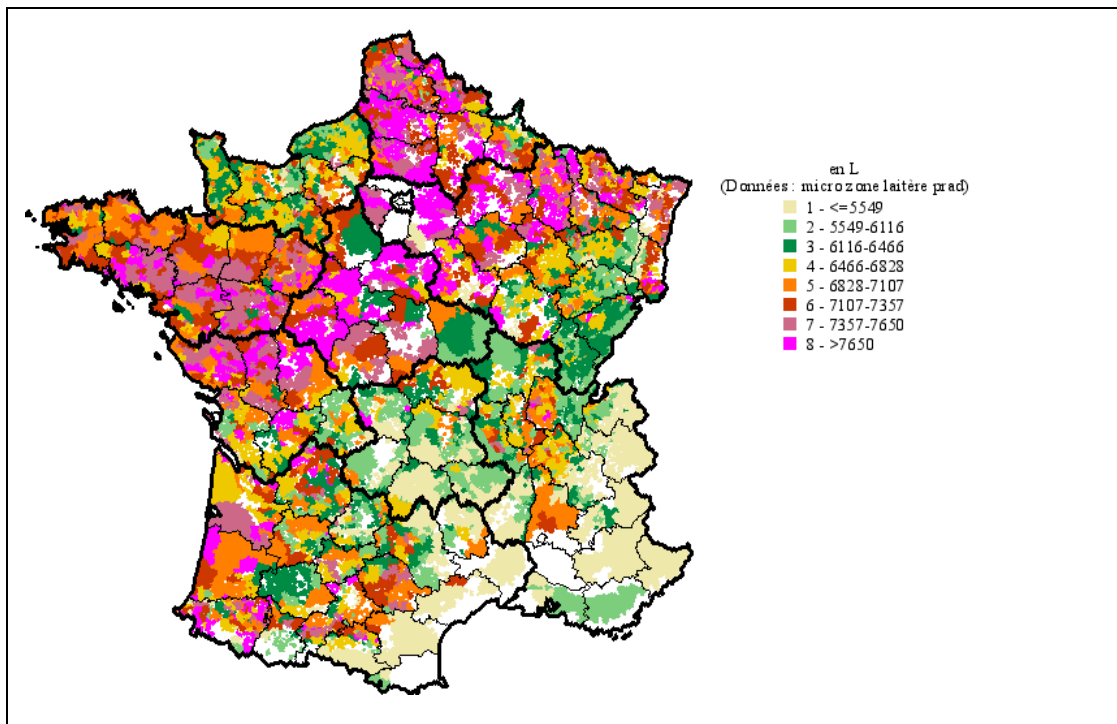 en L
(Données : microzone laitère prad)
1 - <=5549
2 - 5549-6116
3 - 6116-6466
4 - 6466-6828
5 - 6828-7107
6 - 7107-7357
7 - 7357-7650
8 - >7650